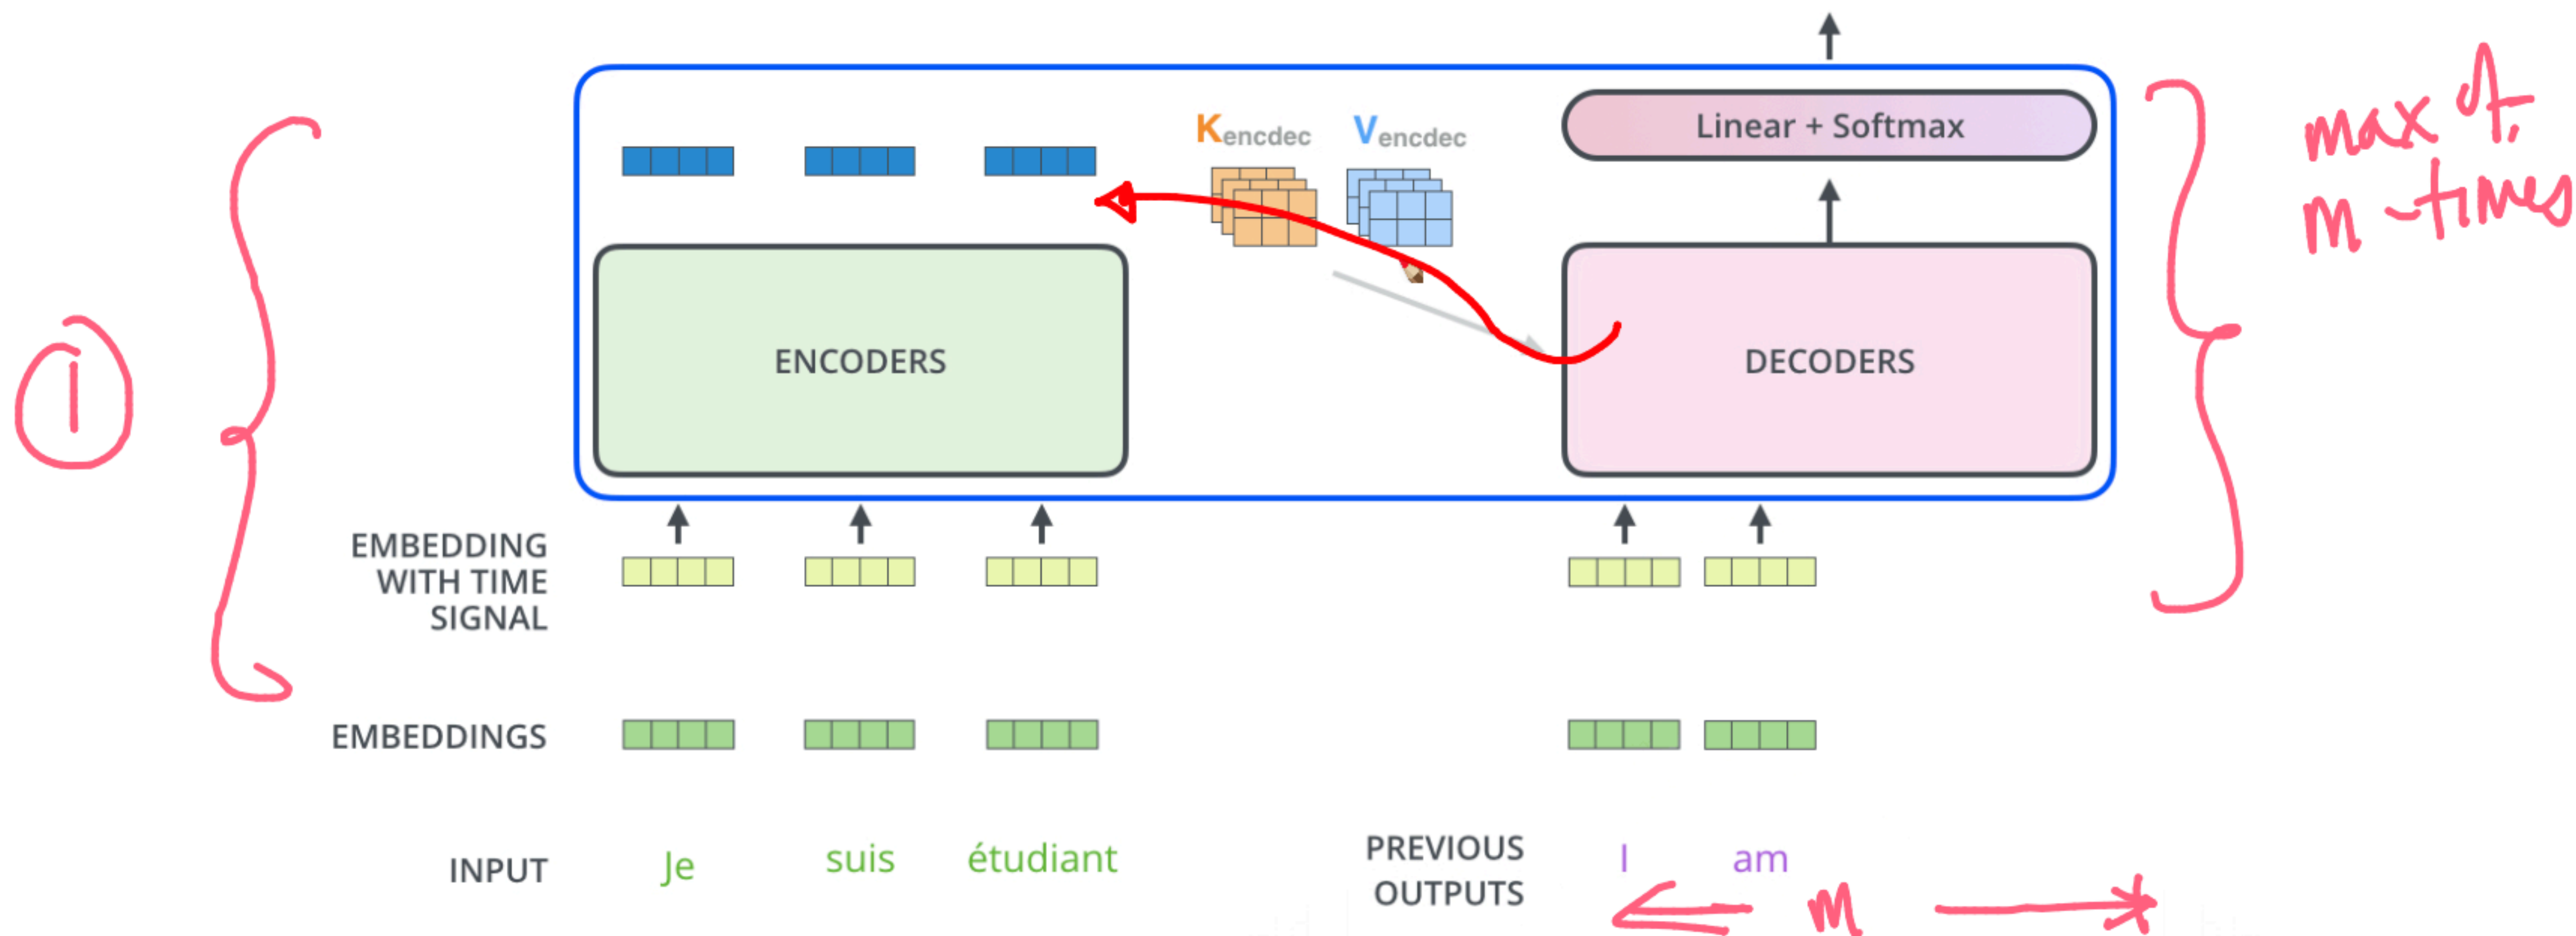 max of
m-times
Kencdec Vencdec
Linear + Softmax
1
ENCODERS
DECODERS
EMBEDDING
WITH TIME
SIGNAL
EMBEDDINGS
INPUT
Je suis étudiant
PREVIOUS
OUTPUTS
I am
m